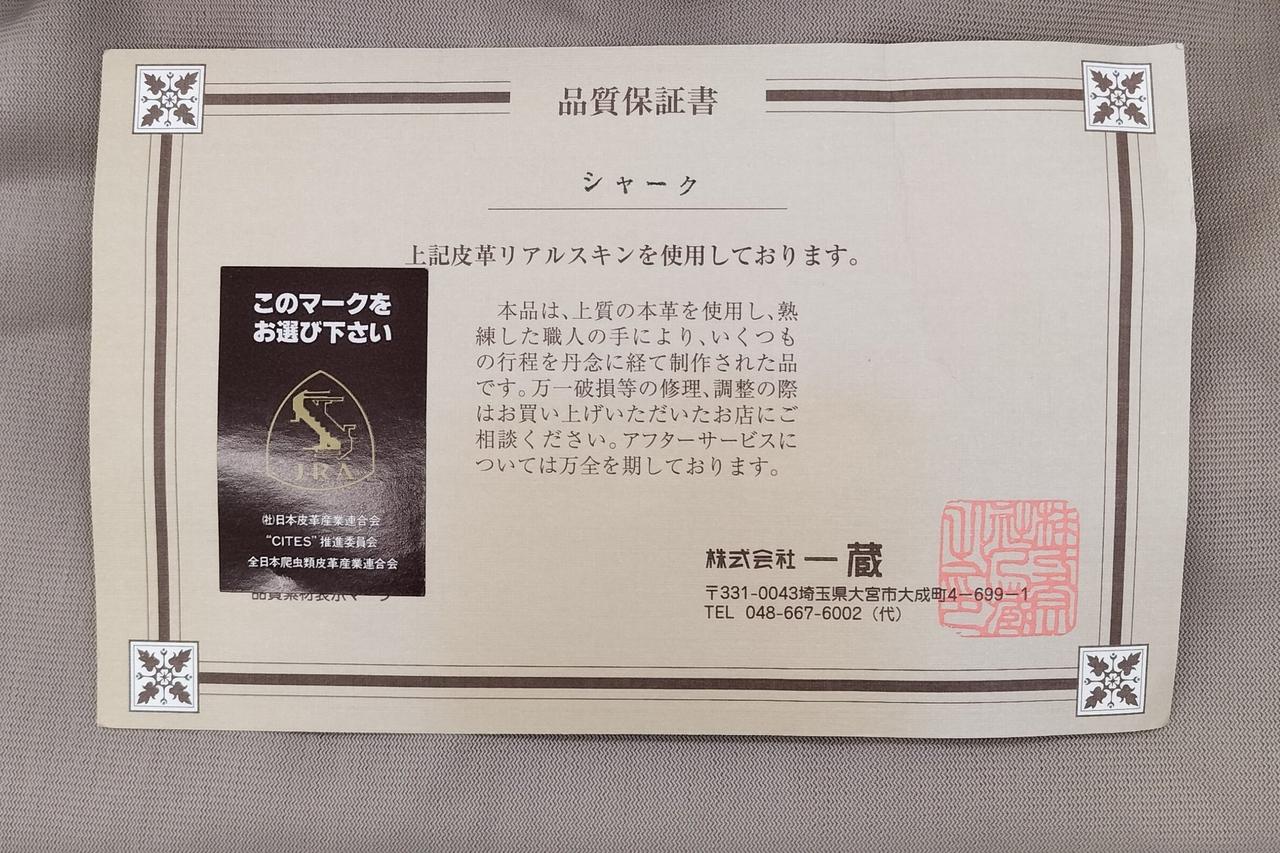 品質保証書
シャーク
上記皮革リアルスキンを使用しております。
このマークを
お選び下さい
JRA
㈳日本皮革産業連合会
"CITES"推進委員会
全日本爬虫類皮革産業連合会
品質素材表示マーク
本品は、上質の本革を使用し、熟
練した職人の手により、いくつも
の行程を丹念に経て制作された品
です。万一破損等の修理、調整の際
はお買い上げいただいたお店にご
相談ください。アフターサービスに
ついては万全を期しております。
株式会社 一蔵
〒331-0043埼玉県大宮市大成町4-699-1
TEL 048-667-6002（代）